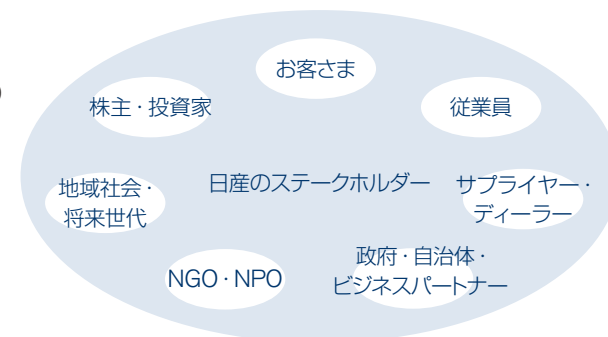 お客さま
株主・投資家
従業員
地域社会・
将来世代
日産のステークホルダー
サプライヤー・
ディーラー
NGO・NPO
政府・自治体・
ビジネスパートナー